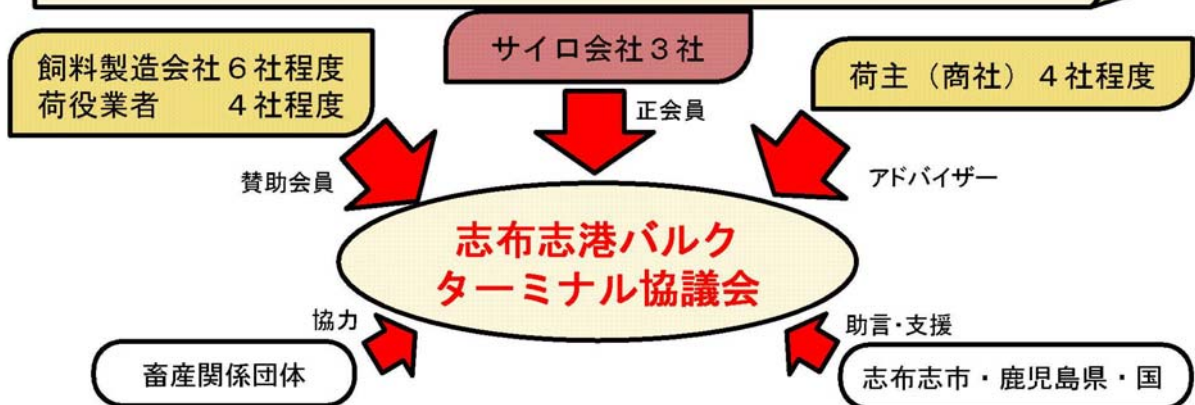 サイロ会社３社
飼料製造会社６社程度
荷役業者　　４社程度
荷主（商社）４社程度
正会員
賛助会員
アドバイザー
志布志港バルク
ターミナル協議会
協力
助言・支援
畜産関係団体
志布志市・鹿児島県・国